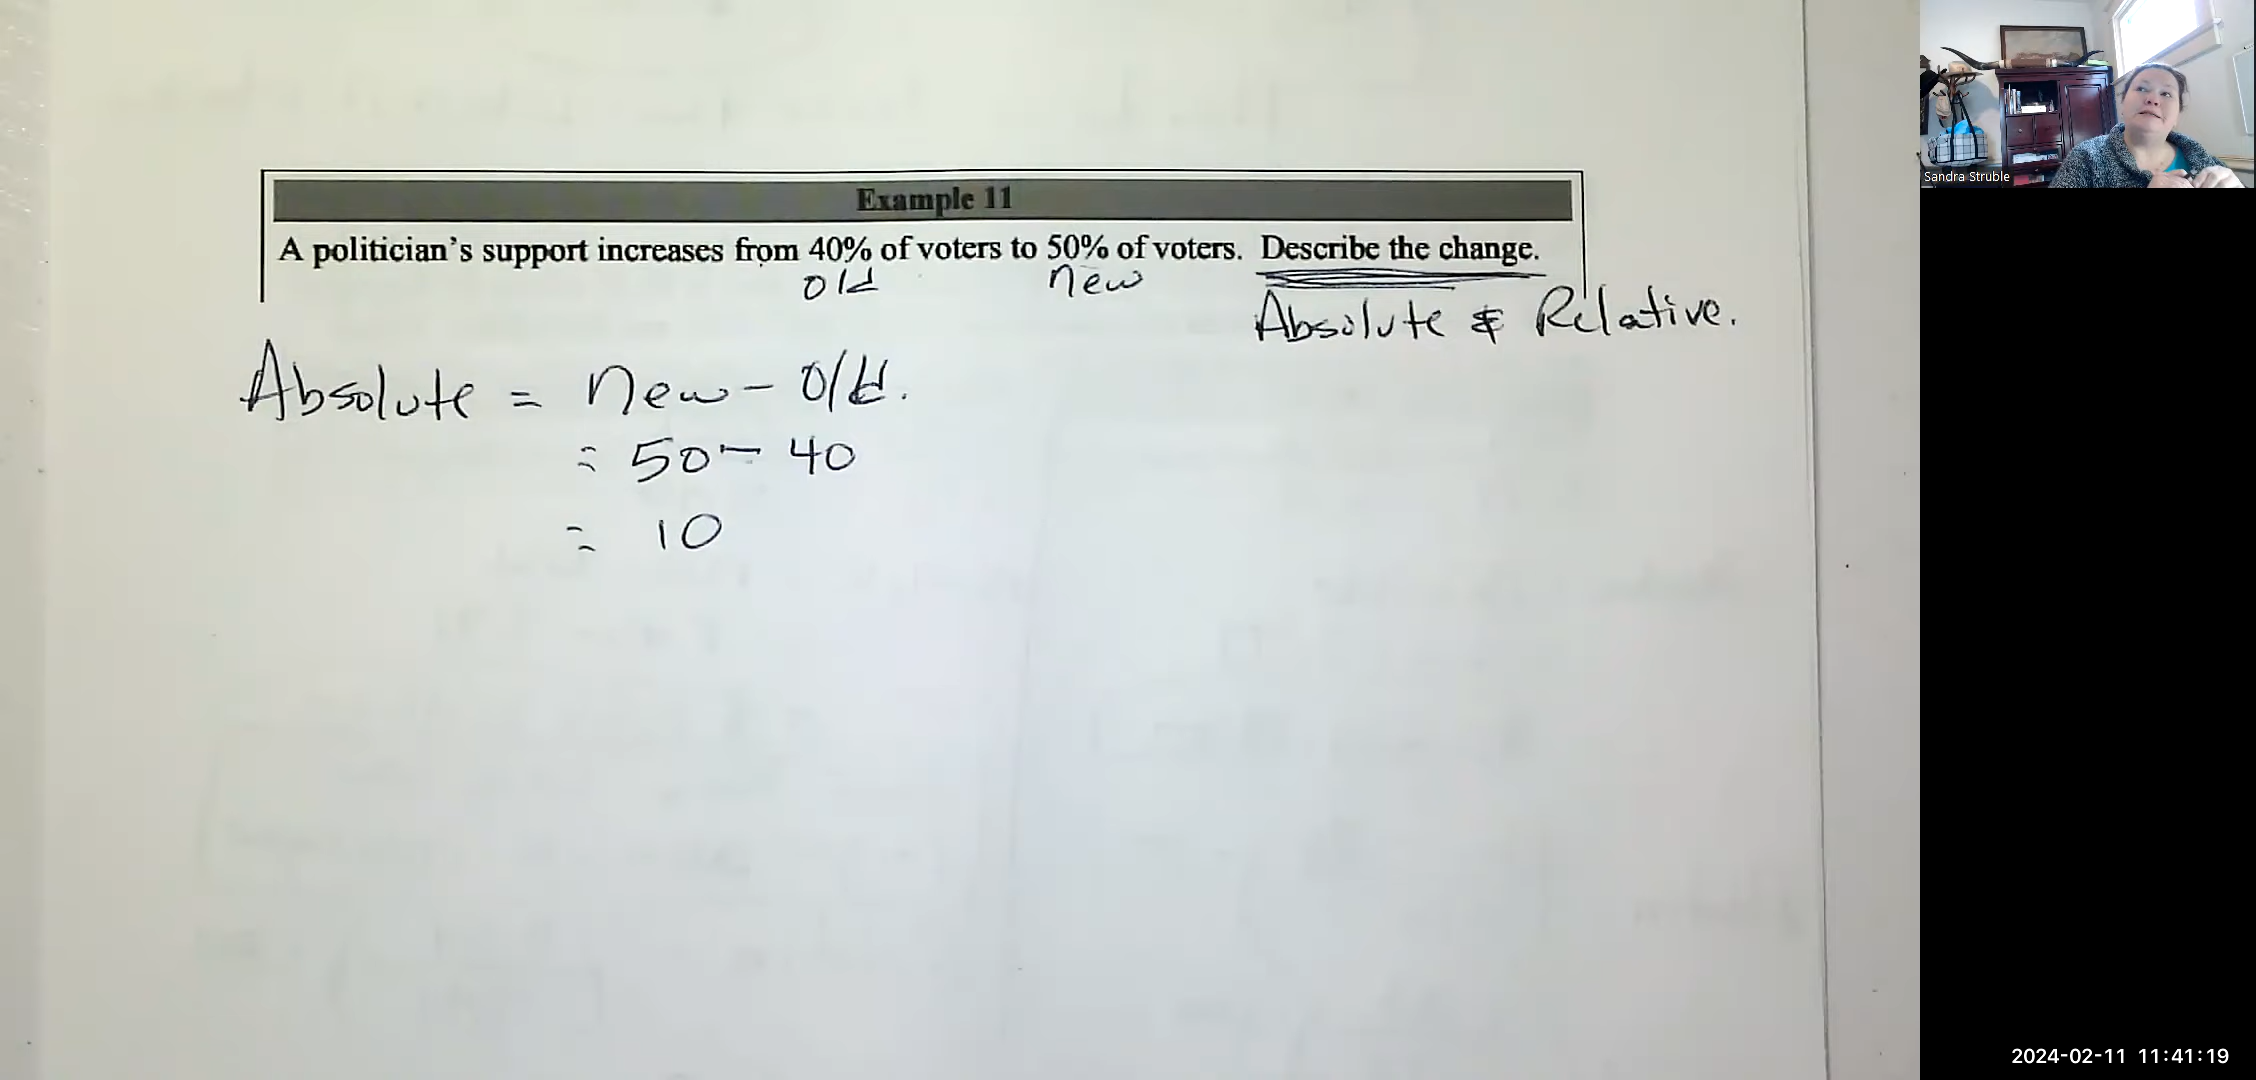 Example 11
A politician's support increases from 40% of voters to 50% of voters. Describe the change.
old new
Absolute & Relative.
Absolute = new - old.
= 50 - 40
= 10
Sandra Struble
2024-02-11 11:41:19